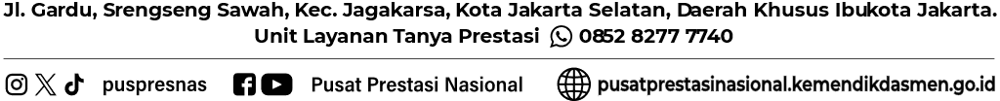 Jl. Gardu, Srengseng Sawah, Kec. Jagakarsa, Kota Jakarta Selatan, Daerah Khusus Ibukota Jakarta.
Unit Layanan Tanya Prestasi 0852 8277 7740
puspresnas Pusat Prestasi Nasional pusatprestasinasional.kemendikdasmen.go.id